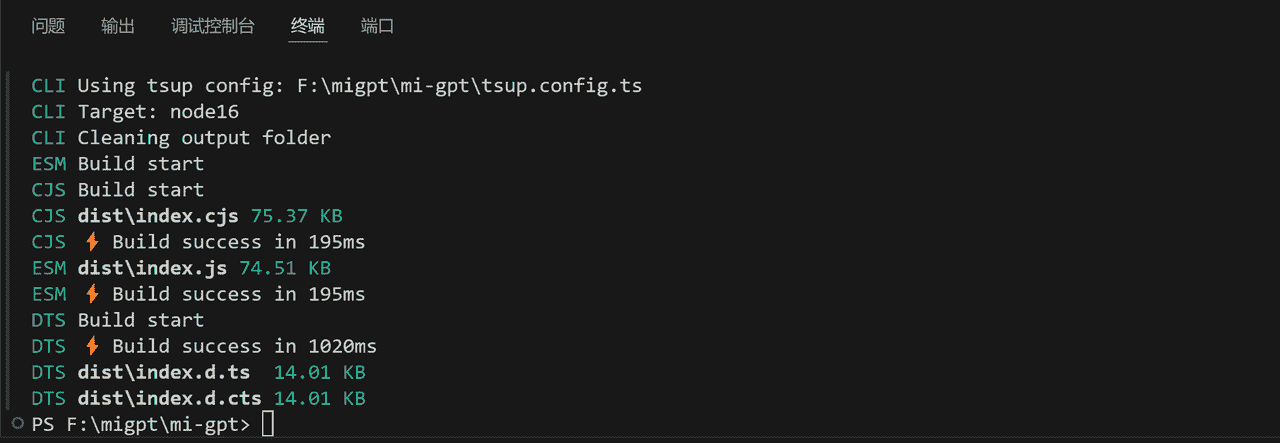 问题 输出 调试控制台 终端 端口
CLI Using tsup config: F:\migpt\mi-gpt\tsup.config.ts
CLI Target: node16
CLI Cleaning output folder
ESM Build start
CJS Build start
CJS dist\index.cjs 75.37 KB
CJS ⚡ Build success in 195ms
ESM dist\index.js 74.51 KB
ESM ⚡ Build success in 195ms
DTS Build start
DTS ⚡ Build success in 1020ms
DTS dist\index.d.ts  14.01 KB
DTS dist\index.d.cts 14.01 KB
PS F:\migpt\mi-gpt>